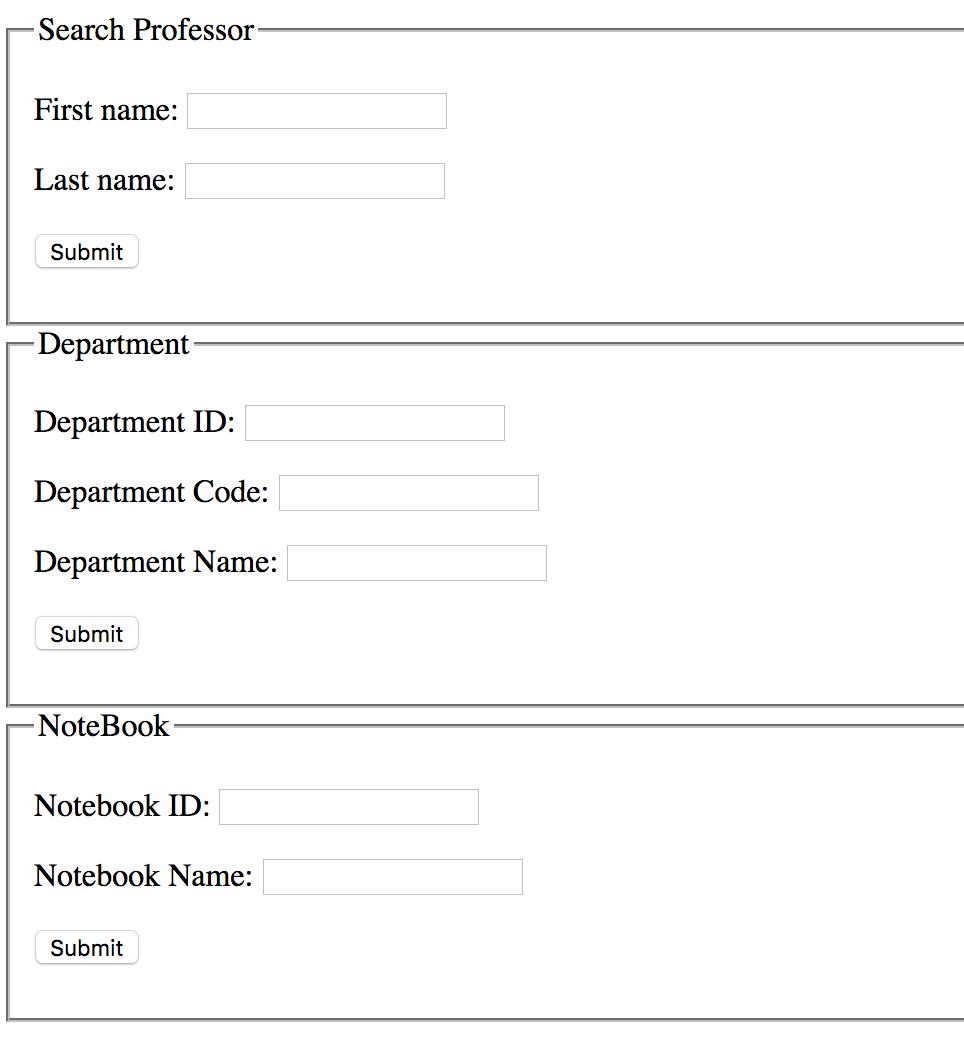 Search Professor
First name:
Last name:
Submit
Department
Department ID:
Department Code:
Department Name:
Submit
NoteBook
Notebook ID:
Notebook Name:
Submit